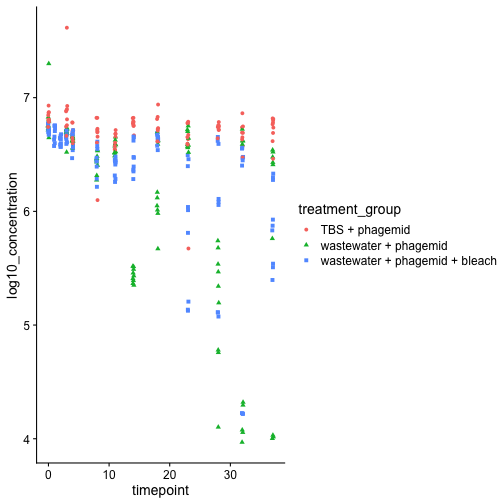 7
6
5
4
log10_concentration
0
10
20
30
timepoint
treatment_group
TBS + phagemid
wastewater + phagemid
wastewater + phagemid + bleach